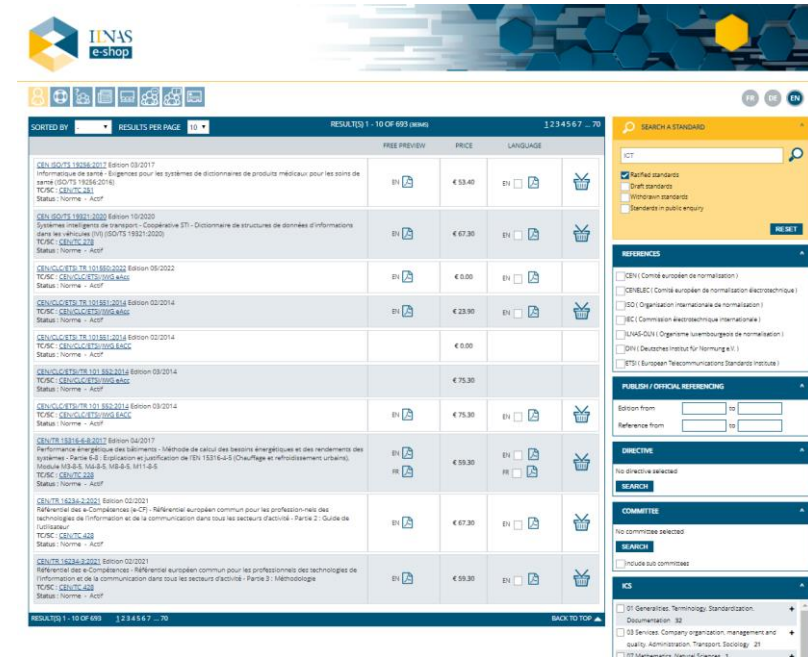 ILNAS
e-shop
FR DE EN
SORTED BY - RESULTS PER PAGE 10 RESULT(S) 1 - 10 OF 693 1 2 3 4 5 6 7 ... 70
FREE PREVIEW PRICE LANGUAGE
CEN ISO/TS 19256:2017 Edition 03/2017
Informatique de santé - Exigences pour les systèmes de dictionnaires de produits médicaux pour les soins de
santé (ISO/TS 19256:2016)
TC/SC : CEN/TC 251
Status : Norme - Actif
EN € 53.40 EN
CEN ISO/TS 19321:2020 Edition 10/2020
Systèmes intelligents de transport - Coopérative STI - Dictionnaire de structures de données d'informations
dans les véhicules (IVI) (ISO/TS 19321:2020)
TC/SC : CEN/TC 278
Status : Norme - Actif
EN € 67.30 EN
CEN/CLC/ETSI TR 101550:2022 Edition 05/2022
TC/SC : CEN/CLC/ETSI/JWG eAcc
Status : Norme - Actif
EN € 0.00 EN
CEN/CLC/ETSI/TR 101551:2014 Edition 02/2014
TC/SC : CEN/CLC/ETSI/JWG eAcc
Status : Norme - Actif
EN € 23.90 EN
CEN/CLC/ETSI TR 101551:2014 Edition 02/2014
TC/SC : CEN/CLC/ETSI/JWG EACC
Status : Norme - Actif
€ 0.00
CEN/CLC/ETSI/TR 101 552:2014 Edition 03/2014
TC/SC : CEN/CLC/ETSI/JWG eAcc
Status : Norme - Actif
€ 75.30
CEN/CLC/ETSI/TR 101 552:2014 Edition 03/2014
TC/SC : CEN/CLC/ETSI/JWG EACC
Status : Norme - Actif
EN € 75.30 EN
CEN/TR 15316-6-8:2017 Edition 04/2017
Performance énergétique des bâtiments - Méthode de calcul des besoins énergétiques et des rendements des
systèmes - Partie 6-8 : Explication et justification de l'EN 15316-4-5 (Chauffage et refroidissement urbains),
Module M3-8-5, M4-8-5, M8-8-5, M11-8-5
TC/SC : CEN/TC 228
Status : Norme - Actif
EN FR € 59.30 EN FR
CEN/TR 16234-2:2021 Edition 02/2021
Référentiel des e-Compétences (e-CF) - Référentiel européen commun pour les profession-nels des
technologies de l'information et de la communication dans tous les secteurs d'activité - Partie 2 : Guide de
l'utilisateur
TC/SC : CEN/TC 428
Status : Norme - Actif
EN € 67.30 EN
CEN/TR 16234-3:2021 Edition 02/2021
Référentiel des e-Compétences - Référentiel européen commun pour les professionnels des technologies de
l'information et de la communication dans tous les secteurs d'activité - Partie 3 : Méthodologie
TC/SC : CEN/TC 428
Status : Norme - Actif
EN € 59.30 EN
RESULT(S) 1 - 10 OF 693 1 2 3 4 5 6 7 ... 70 BACK TO TOP
SEARCH A STANDARD
ICT
Ratified standards
Draft standards
Withdrawn standards
Standards in public enquiry
RESET
REFERENCES
CEN ( Comité européen de normalisation )
CENELEC ( Comité européen de normalisation électrotechnique )
ISO ( Organisation internationale de normalisation )
IEC ( Commission électrotechnique internationale )
ILNAS-OLN ( Organisme luxembourgeois de normalisation )
DIN ( Deutsches Institut für Normung e.V. )
ETSI ( European Telecommunications Standards Institute )
PUBLISH / OFFICIAL REFERENCING
Edition from to
Reference from to
DIRECTIVE
No directive selected
SEARCH
COMMITTEE
No committee selected
SEARCH
Include sub committees
ICS
01 Generalities. Terminology. Standardization. +
Documentation 32
03 Services. Company organization, management and +
quality. Administration. Transport. Sociology 21
07 Mathematics. Natural Sciences 1 +